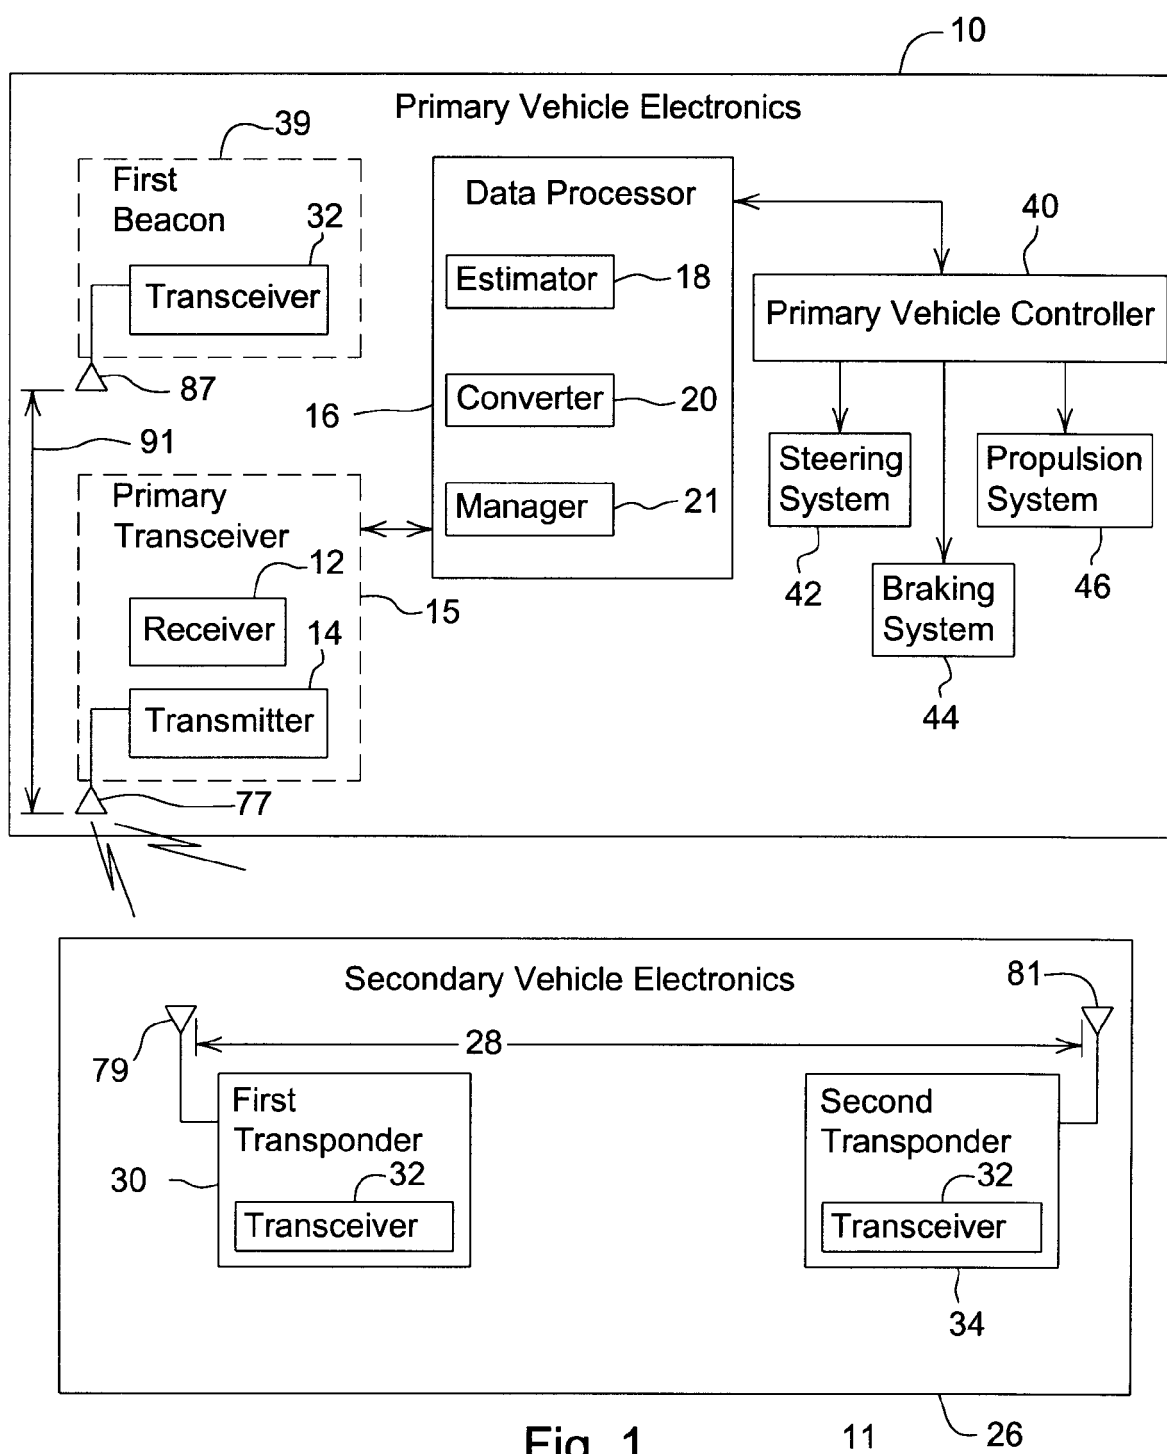 10
Primary Vehicle Electronics
39
First
Beacon
32
Transceiver
87
91
Data Processor
Estimator
18
16
Converter
20
Manager
21
40
Primary Vehicle Controller
Steering
System
42
Propulsion
System
46
Braking
System
44
Primary
Transceiver
12
15
Receiver
14
Transmitter
77
Secondary Vehicle Electronics
81
79
28
First
Transponder
30
32
Transceiver
Second
Transponder
32
Transceiver
34
Fig. 1
11
26